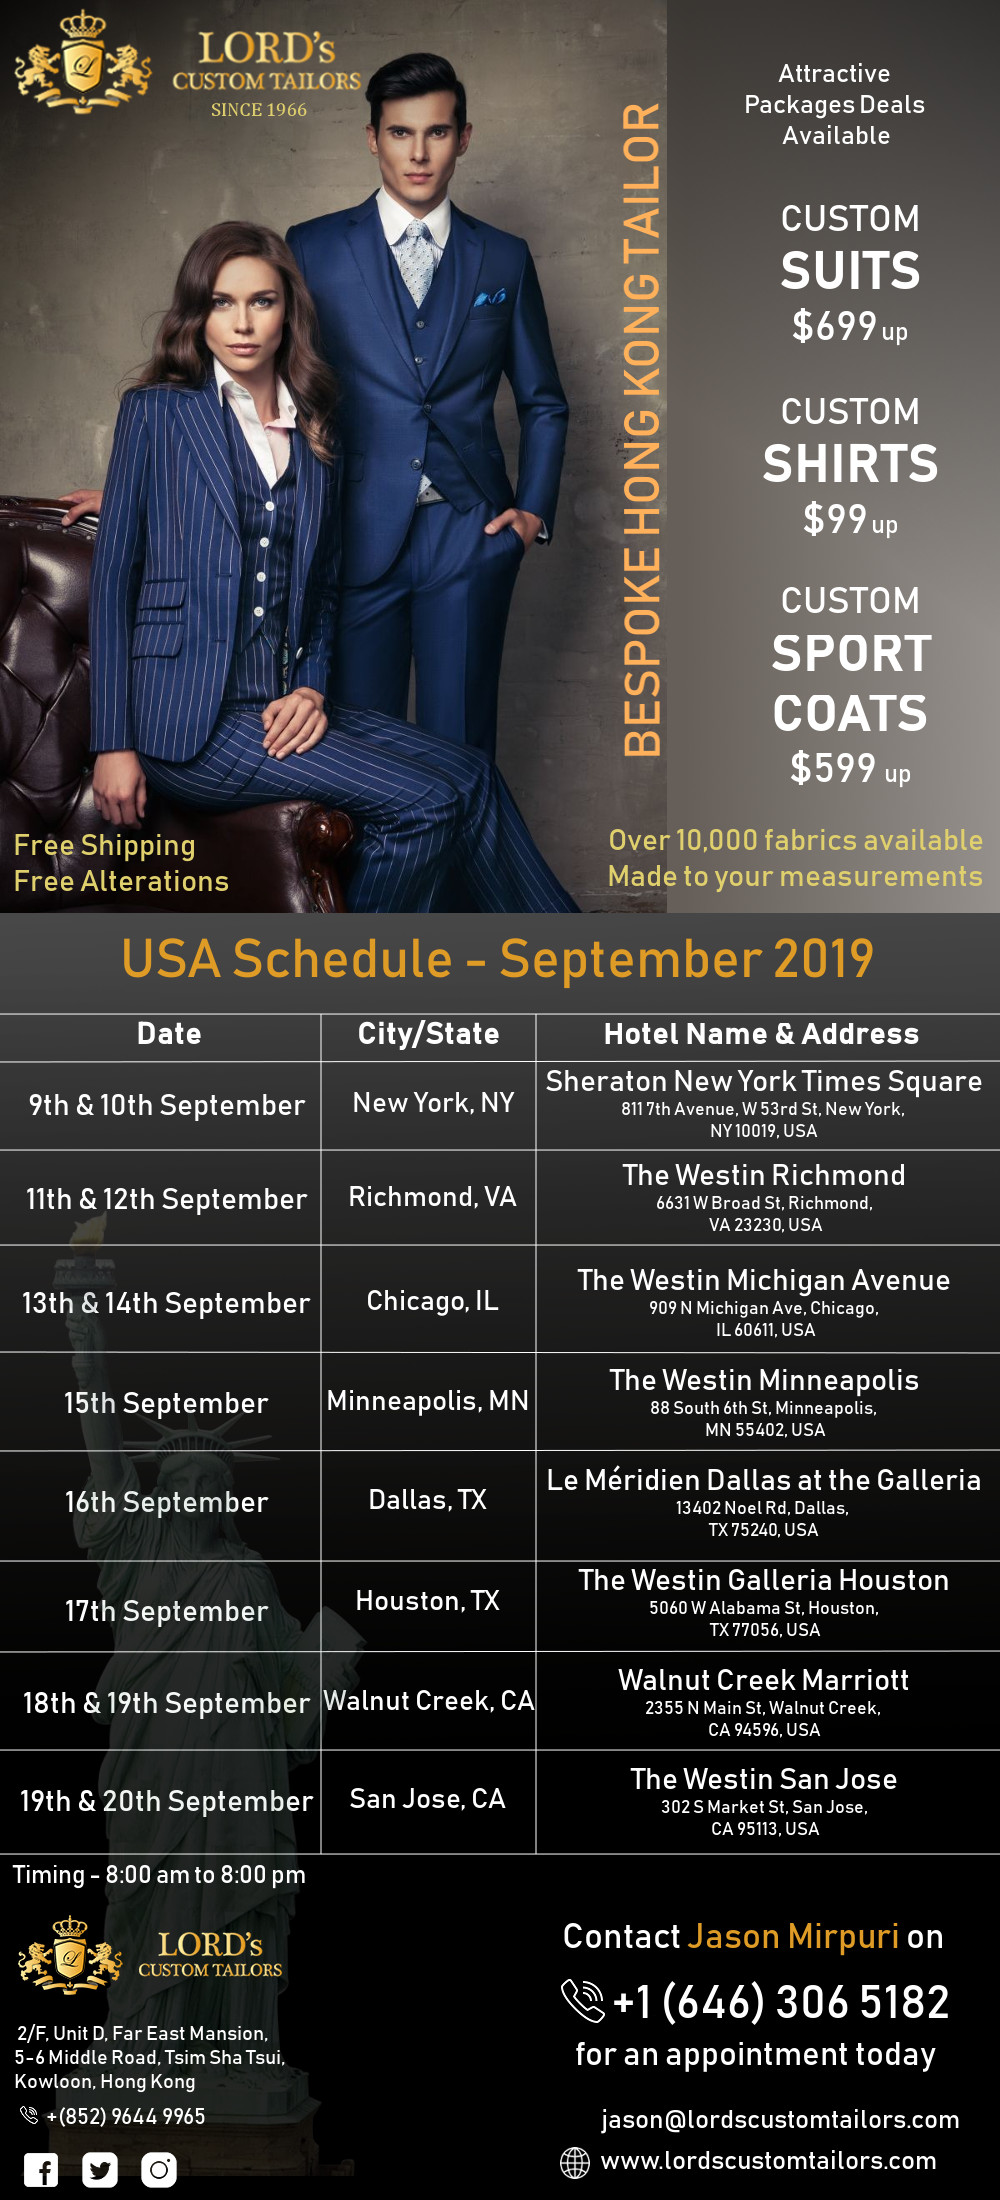 LORD's
CUSTOM TAILORS
SINCE 1966
BESPOKE HONG KONG TAILOR
Attractive
Packages Deals
Available
CUSTOM
SUITS
$699 up
CUSTOM
SHIRTS
$99 up
CUSTOM
SPORT
COATS
$599 up
Free Shipping
Free Alterations
Over 10,000 fabrics available
Made to your measurements
USA Schedule - September 2019
Date City/State Hotel Name & Address
9th & 10th September New York, NY Sheraton New York Times Square
811 7th Avenue, W 53rd St, New York,
NY 10019, USA
11th & 12th September Richmond, VA The Westin Richmond
6631 W Broad St, Richmond,
VA 23230, USA
13th & 14th September Chicago, IL The Westin Michigan Avenue
909 N Michigan Ave, Chicago,
IL 60611, USA
15th September Minneapolis, MN The Westin Minneapolis
88 South 6th St, Minneapolis,
MN 55402, USA
16th September Dallas, TX Le Méridien Dallas at the Galleria
13402 Noel Rd, Dallas,
TX 75240, USA
17th September Houston, TX The Westin Galleria Houston
5060 W Alabama St, Houston,
TX 77056, USA
18th & 19th September Walnut Creek, CA Walnut Creek Marriott
2355 N Main St, Walnut Creek,
CA 94596, USA
19th & 20th September San Jose, CA The Westin San Jose
302 S Market St, San Jose,
CA 95113, USA
Timing - 8:00 am to 8:00 pm
LORD's
CUSTOM TAILORS
2/F, Unit D, Far East Mansion,
5-6 Middle Road, Tsim Sha Tsui,
Kowloon, Hong Kong
+(852) 9644 9965
Contact Jason Mirpuri on
+1 (646) 306 5182
for an appointment today
jason@lordscustomtailors.com
www.lordscustomtailors.com